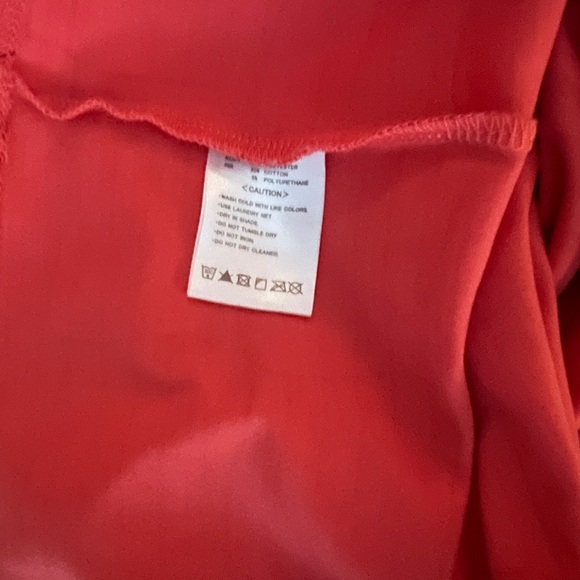 COTTON
POLYURETHANE
<CAUTION>
·WASH COLD WITH LIKE COLORS.
·USE LAUNDRY NET
·DRY IN SHADE.
·DO NOT TUMBLE DRY
·DO NOT IRON.
·DO NOT DRY CLEANED.